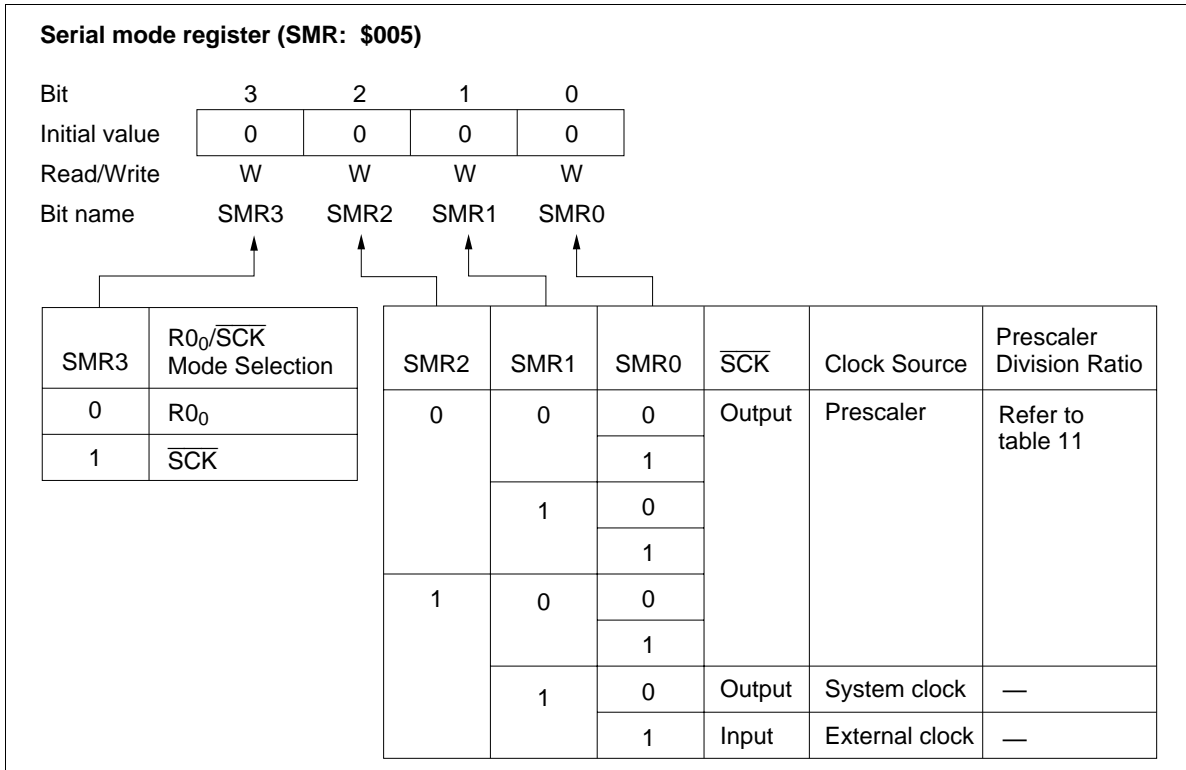 Serial mode register (SMR: $005)
Bit 3 2 1 0
Initial value 0 0 0 0
Read/Write W W W W
Bit name SMR3 SMR2 SMR1 SMR0
SMR3 R0₀/S̅C̅K̅
Mode Selection
0 R0₀
1 S̅C̅K̅
SMR2 SMR1 SMR0 S̅C̅K̅ Clock Source Prescaler
Division Ratio
0 0 0 Output Prescaler Refer to
table 11
1
1 0
1
1 0 0
1
1 0 Output System clock —
1 Input External clock —